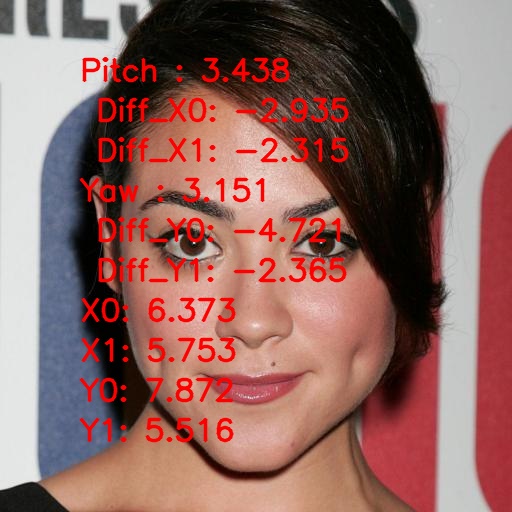 Pitch : 3.438
Diff_X0: -2.935
Diff_X1: -2.315
Yaw : 3.151
Diff_Y0: -4.721
Diff_Y1: -2.365
X0: 6.373
X1: 5.753
Y0: 7.872
Y1: 5.516